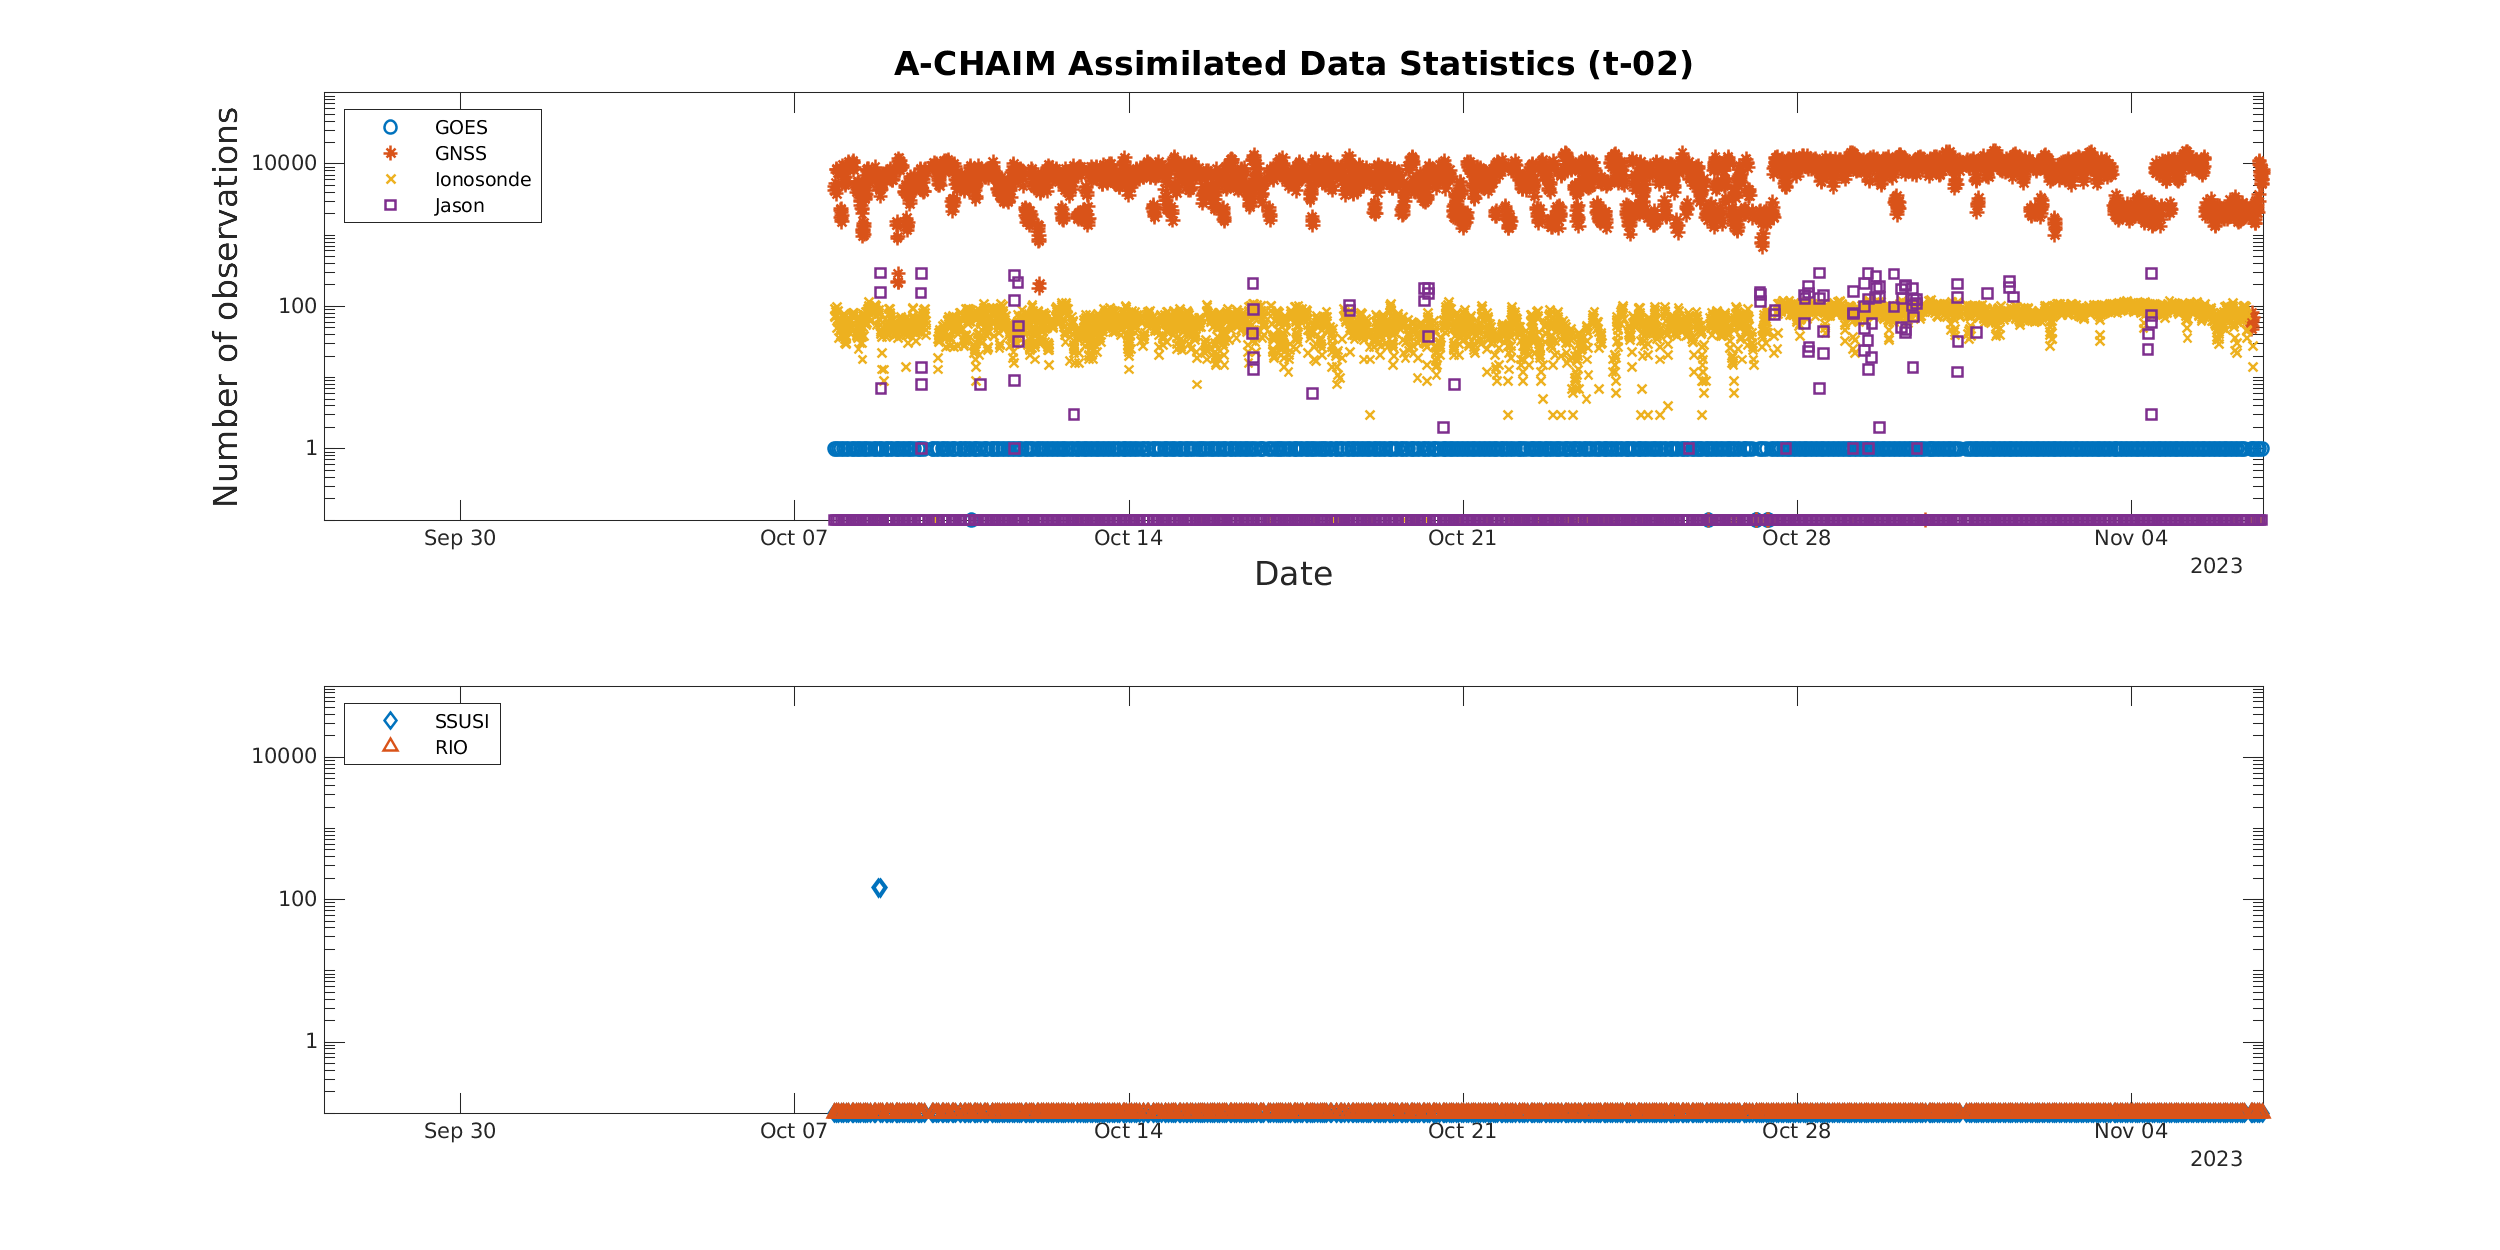 A-CHAIM Assimilated Data Statistics (t-02)
Number of observations
GOES
GNSS
Ionosonde
Jason
10000
100
1
Sep 30 Oct 07 Oct 14 Oct 21 Oct 28 Nov 04
2023
Date
SSUSI
RIO
10000
100
1
Sep 30 Oct 07 Oct 14 Oct 21 Oct 28 Nov 04
2023